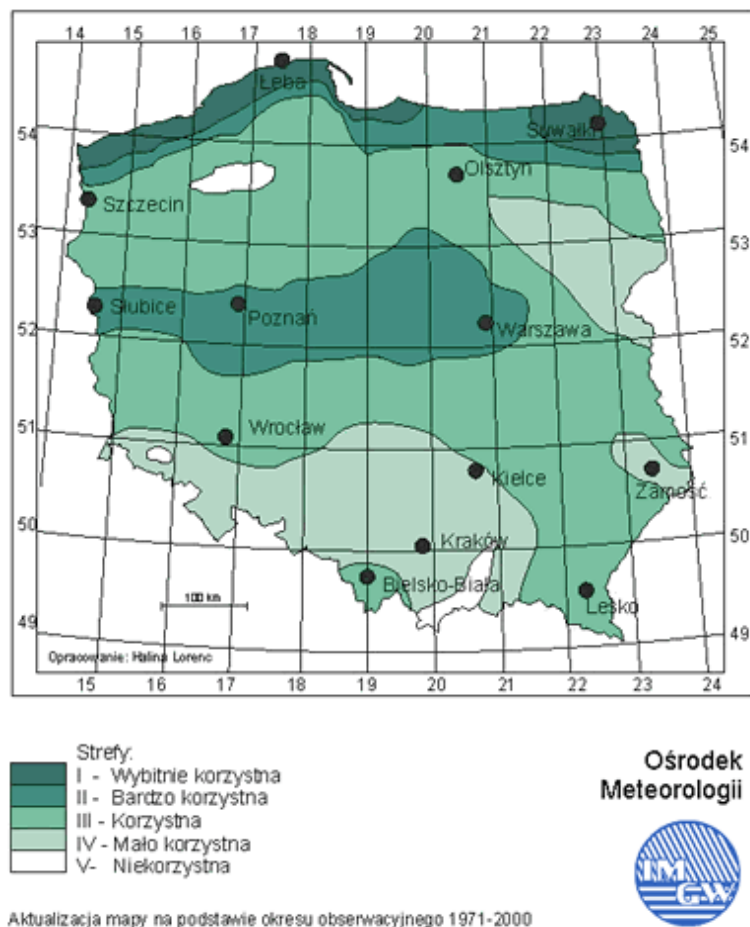 14 15 16 17 18 19 20 21 22 23 24 25
Łeba
54 Suwałki 54
Olsztyn
Szczecin
53 53
Słubice Poznań Warszawa
52 52
51 Wrocław 51
Kielce Zamość
50 Kraków 50
Bielsko-Biała Lesko
100 km
49 49
Opracowanie: Halina Lorenc
15 16 17 18 19 20 21 22 23 24
Strefy:
I - Wybitnie korzystna
II - Bardzo korzystna
III - Korzystna
IV - Mało korzystna
V- Niekorzystna
Ośrodek
Meteorologii
IM
GW
Aktualizacja mapy na podstawie okresu obserwacyjnego 1971-2000